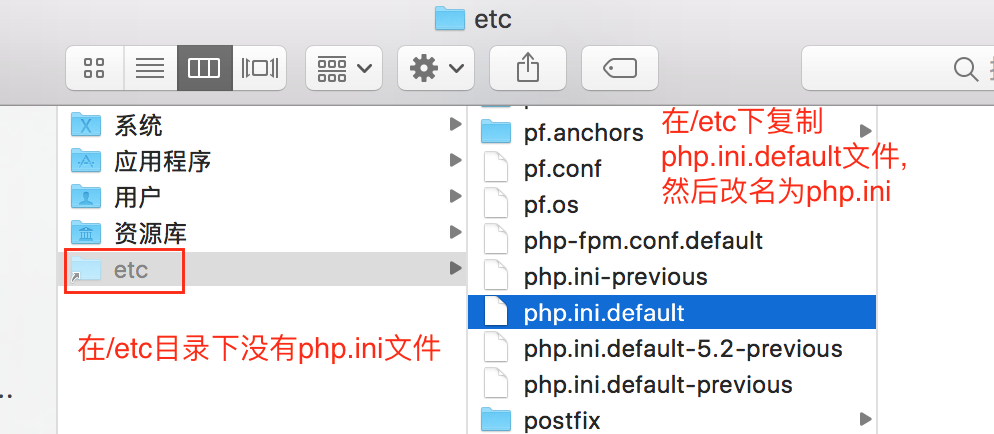 etc
系统
应用程序
用户
资源库
etc
在/etc目录下没有php.ini文件
pf.anchors
pf.conf
pf.os
php-fpm.conf.default
php.ini-previous
php.ini.default
php.ini.default-5.2-previous
php.ini.default-previous
postfix
在/etc下复制
php.ini.default文件,
然后改名为php.ini